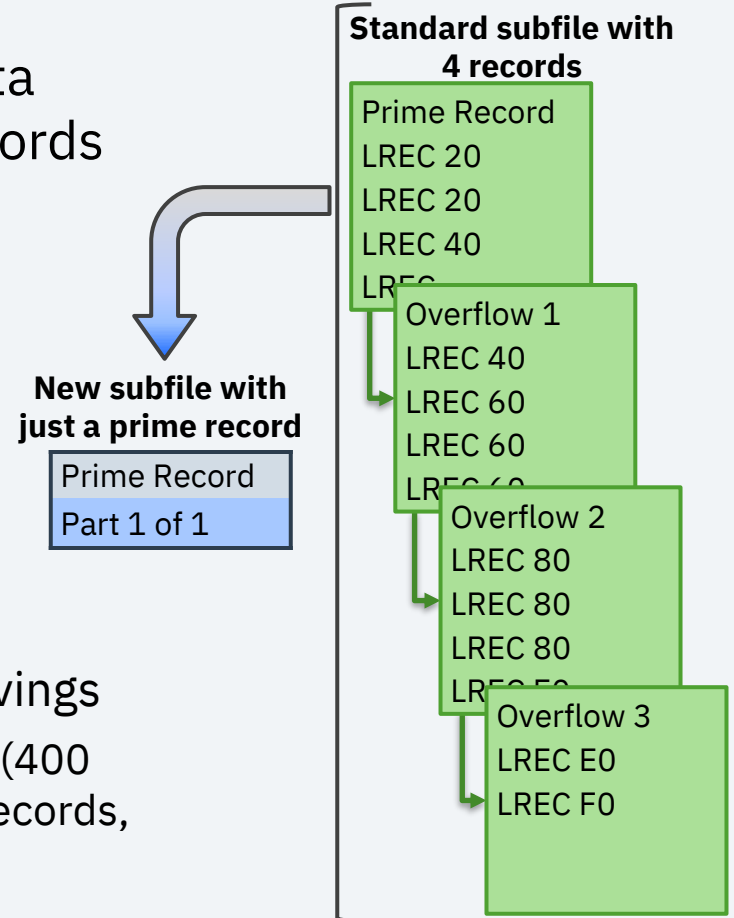 ta
ords
Standard subfile with
4 records
Prime Record
LREC 20
LREC 20
LREC 40
Overflow 1
LREC 40
LREC 60
LREC 60
Overflow 2
LREC 80
LREC 80
LREC 80
Overflow 3
LREC E0
LREC F0
New subfile with
just a prime record
Prime Record
Part 1 of 1
vings
(400
ecords,